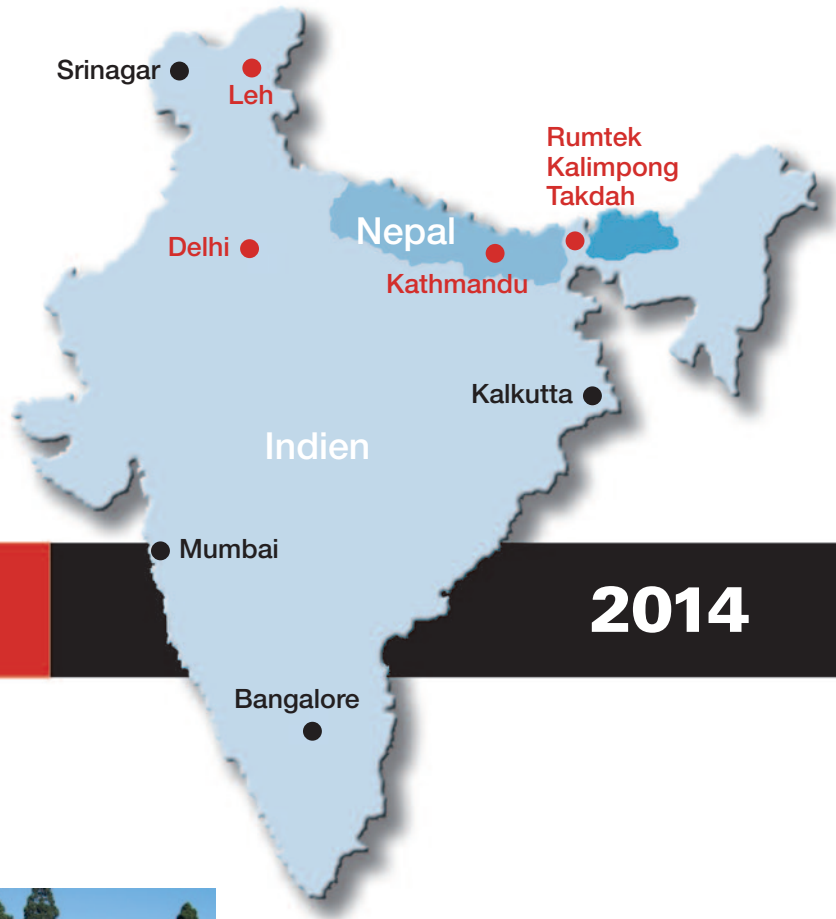 Srinagar
Leh
Rumtek
Kalimpong
Takdah
Delhi
Nepal
Kathmandu
Kalkutta
Indien
Mumbai
2014
Bangalore